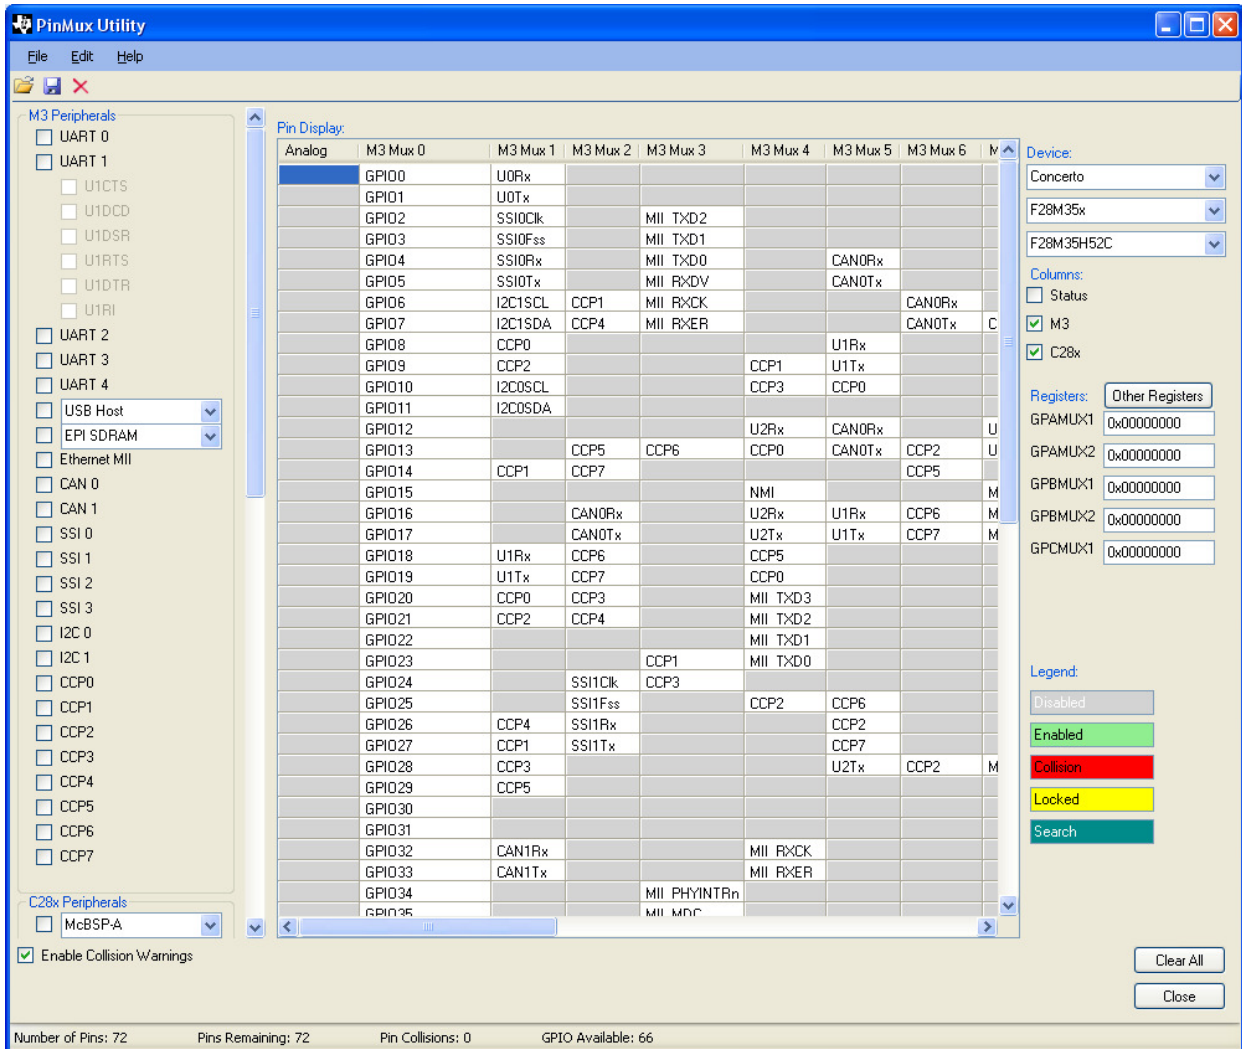 PinMux Utility
File Edit Help
M3 Peripherals
UART 0
UART 1
U1CTS
U1DCD
U1DSR
U1RTS
U1DTR
U1RI
UART 2
UART 3
UART 4
USB Host
EPI SDRAM
Ethernet MII
CAN 0
CAN 1
SSI 0
SSI 1
SSI 2
SSI 3
I2C 0
I2C 1
CCP0
CCP1
CCP2
CCP3
CCP4
CCP5
CCP6
CCP7
C28x Peripherals
McBSP-A
Enable Collision Warnings
Pin Display:
Analog M3 Mux 0 M3 Mux 1 M3 Mux 2 M3 Mux 3 M3 Mux 4 M3 Mux 5 M3 Mux 6 M
GPIO0 U0Rx
GPIO1 U0Tx
GPIO2 SSI0Clk MII TXD2
GPIO3 SSI0Fss MII TXD1
GPIO4 SSI0Rx MII TXD0 CAN0Rx
GPIO5 SSI0Tx MII RXDV CAN0Tx
GPIO6 I2C1SCL CCP1 MII RXCK CAN0Rx
GPIO7 I2C1SDA CCP4 MII RXER CAN0Tx C
GPIO8 CCP0 U1Rx
GPIO9 CCP2 CCP1 U1Tx
GPIO10 I2C0SCL CCP3 CCP0
GPIO11 I2C0SDA
GPIO12 U2Rx CAN0Rx U
GPIO13 CCP5 CCP6 CCP0 CAN0Tx CCP2 U
GPIO14 CCP1 CCP7 CCP5
GPIO15 NMI M
GPIO16 CAN0Rx U2Rx U1Rx CCP6 M
GPIO17 CAN0Tx U2Tx U1Tx CCP7 M
GPIO18 U1Rx CCP6 CCP5
GPIO19 U1Tx CCP7 CCP0
GPIO20 CCP0 CCP3 MII TXD3
GPIO21 CCP2 CCP4 MII TXD2
GPIO22 MII TXD1
GPIO23 CCP1 MII TXD0
GPIO24 SSI1Clk CCP3
GPIO25 SSI1Fss CCP2 CCP6
GPIO26 CCP4 SSI1Rx CCP2
GPIO27 CCP1 SSI1Tx CCP7
GPIO28 CCP3 U2Tx CCP2 M
GPIO29 CCP5
GPIO30
GPIO31
GPIO32 CAN1Rx MII RXCK
GPIO33 CAN1Tx MII RXER
GPIO34 MII PHYINTRn
GPIO35 MII MDC
Device:
Concerto
F28M35x
F28M35H52C
Columns:
Status
M3
C28x
Registers: Other Registers
GPAMUX1 0x00000000
GPAMUX2 0x00000000
GPBMUX1 0x00000000
GPBMUX2 0x00000000
GPCMUX1 0x00000000
Legend:
Disabled
Enabled
Collision
Locked
Search
Clear All
Close
Number of Pins: 72 Pins Remaining: 72 Pin Collisions: 0 GPIO Available: 66